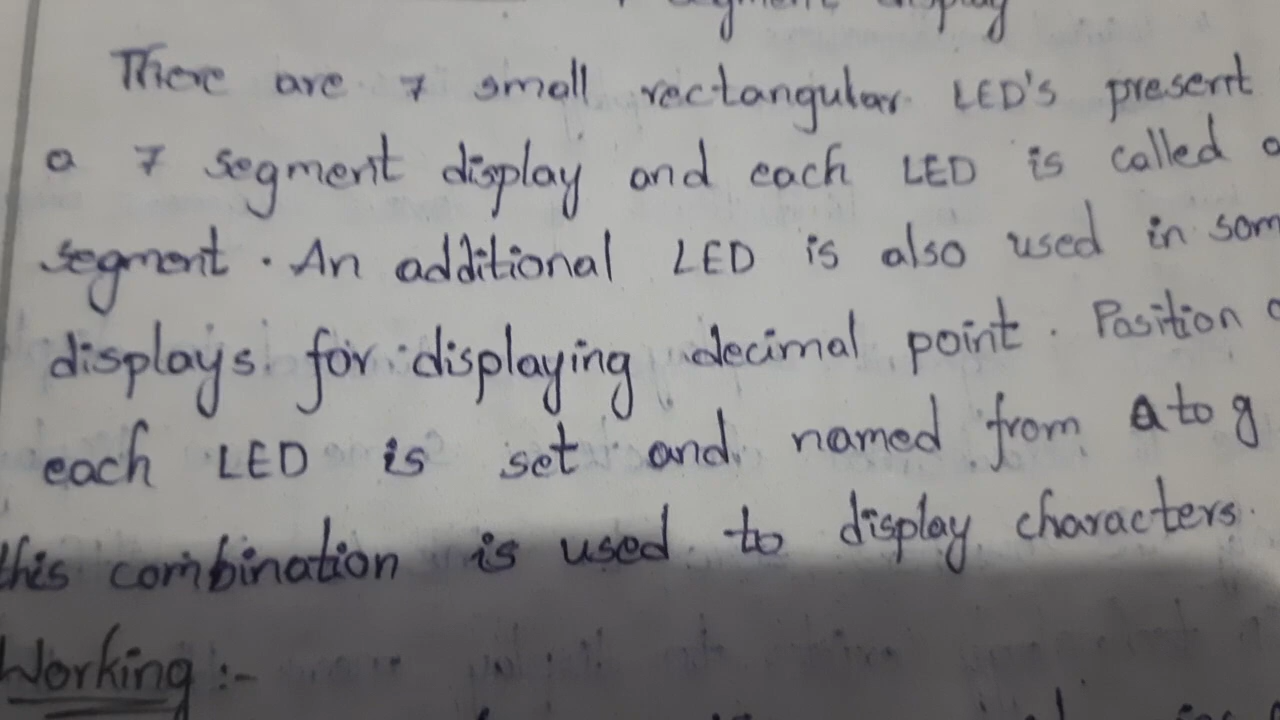 segment display
There are 7 small rectangular LED's present
a 7 segment display and each LED is called a
segment. An additional LED is also used in som
displays for displaying decimal point. Position
each LED is set and named from a to g
this combination is used to display characters.
Working :-